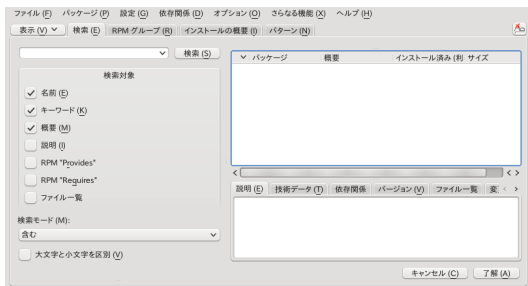 ファイル (F) パッケージ (P) 設定 (G) 依存関係 (D) オプション (O) さらなる機能 (X) ヘルプ (H)
表示 (V) 検索 (E) RPM グループ (R) インストールの概要 (I) パターン (N)
検索 (S)
検索対象
名前 (E)
キーワード (K)
概要 (M)
説明 (I)
RPM "Provides"
RPM "Requires"
ファイル一覧
検索モード (M):
含む
大文字と小文字を区別 (V)
パッケージ 概要 インストール済み (利 サイズ
説明 (E) 技術データ (T) 依存関係 バージョン (V) ファイル一覧 変
キャンセル (C) 了解 (A)